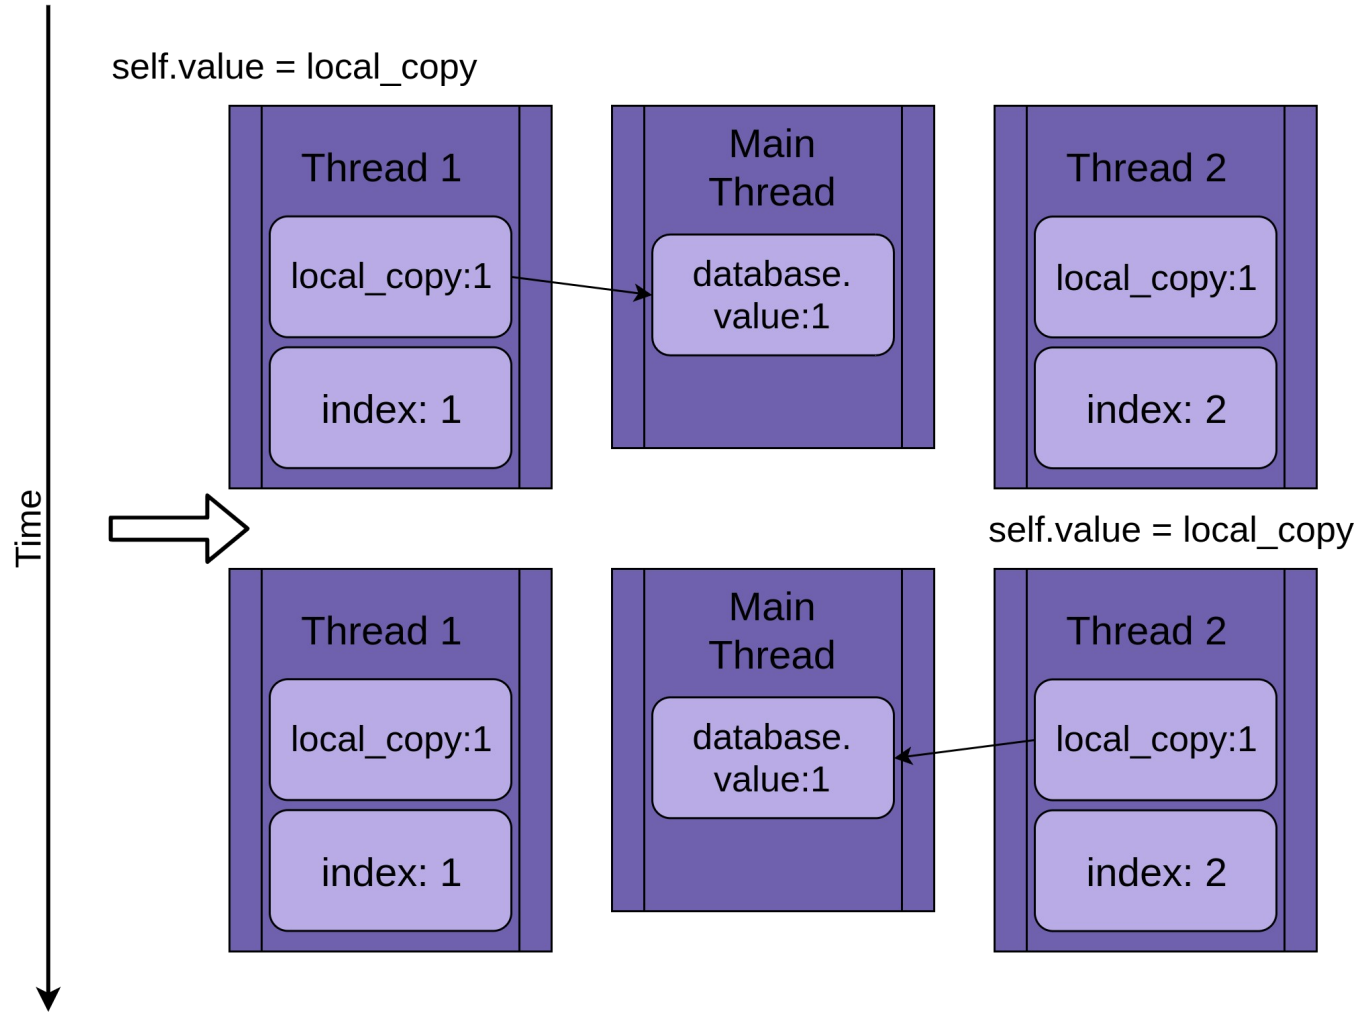 self.value = local_copy
Thread 1
local_copy:1
index: 1
Main
Thread
database.
value:1
Thread 2
local_copy:1
index: 2
Time
self.value = local_copy
Thread 1
local_copy:1
index: 1
Main
Thread
database.
value:1
Thread 2
local_copy:1
index: 2